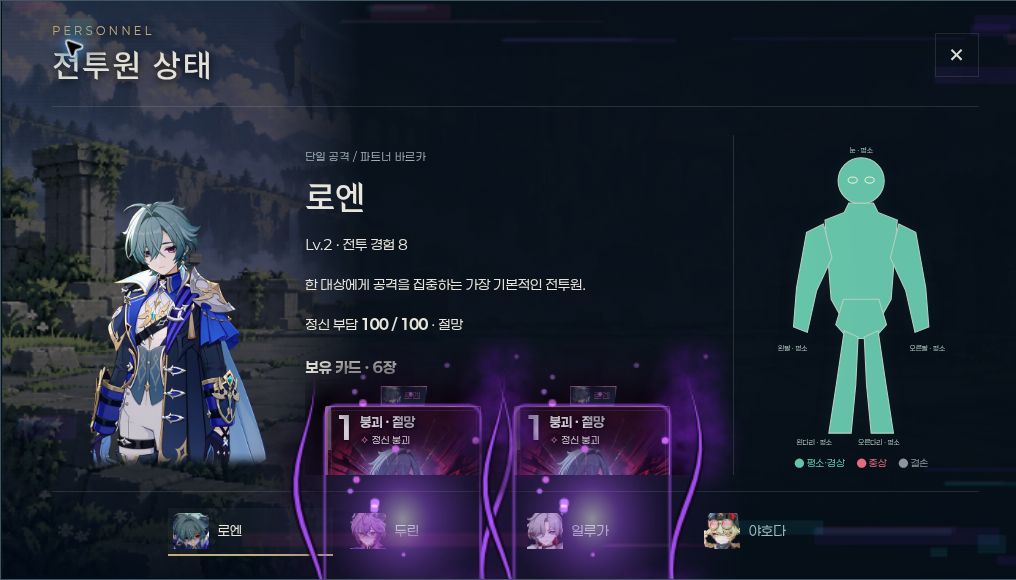 PERSONNEL
전투원 상태
단일 공격 / 파트너 바르카
로엔
Lv.2 · 전투 경험 8
한 대상에게 공격을 집중하는 가장 기본적인 전투원.
정신 부담 100 / 100 · 절망
보유 카드 · 6장
1 붕괴 · 절망
✧ 정신 붕괴
1 붕괴 · 절망
✧ 정신 붕괴
눈 · 평소
왼팔 · 평소
오른팔 · 평소
왼다리 · 평소
오른다리 · 평소
평소·경상
중상
결손
로엔
두린
일루가
야호다